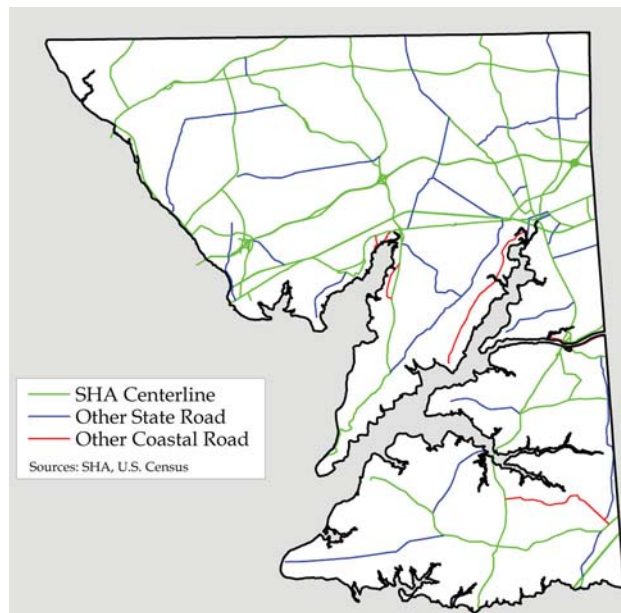 SHA Centerline
Other State Road
Other Coastal Road
Sources: SHA, U.S. Census